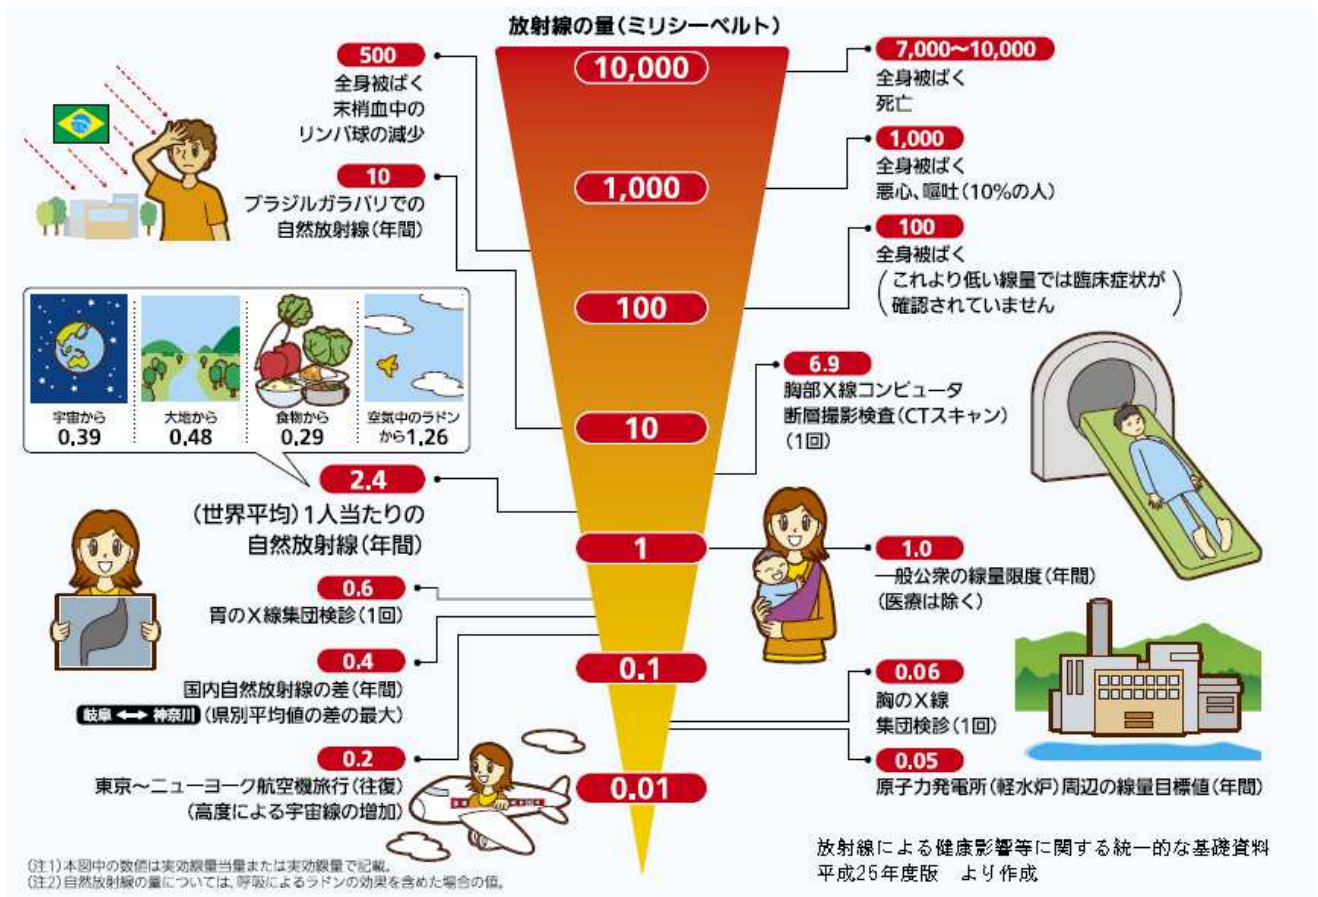 放射線の量(ミリシーベルト)
10,000
1,000
100
10
1
0.1
0.01
500
全身被ばく
末梢血中の
リンパ球の減少
10
ブラジルガラパリでの
自然放射線(年間)
宇宙から
0.39
大地から
0.48
食物から
0.29
空気中のラドン
から1.26
2.4
(世界平均)1人当たりの
自然放射線(年間)
0.6
胃のX線集団検診(1回)
0.4
国内自然放射線の差(年間)
岐阜⟷神奈川(県別平均値の差の最大)
0.2
東京〜ニューヨーク航空機旅行(往復)
(高度による宇宙線の増加)
7,000〜10,000
全身被ばく
死亡
1,000
全身被ばく
悪心、嘔吐(10%の人)
100
全身被ばく
(これより低い線量では臨床症状が
確認されていません)
6.9
胸部X線コンピュータ
断層撮影検査(CTスキャン)
(1回)
1.0
一般公衆の線量限度(年間)
(医療は除く)
0.06
胸のX線
集団検診(1回)
0.05
原子力発電所(軽水炉)周辺の線量目標値(年間)
(注1)本図中の数値は実効線量当量または実効線量で記載。
(注2)自然放射線の量については、呼吸によるラドンの効果を含めた場合の値。
放射線による健康影響等に関する統一的な基礎資料
平成25年度版 より作成